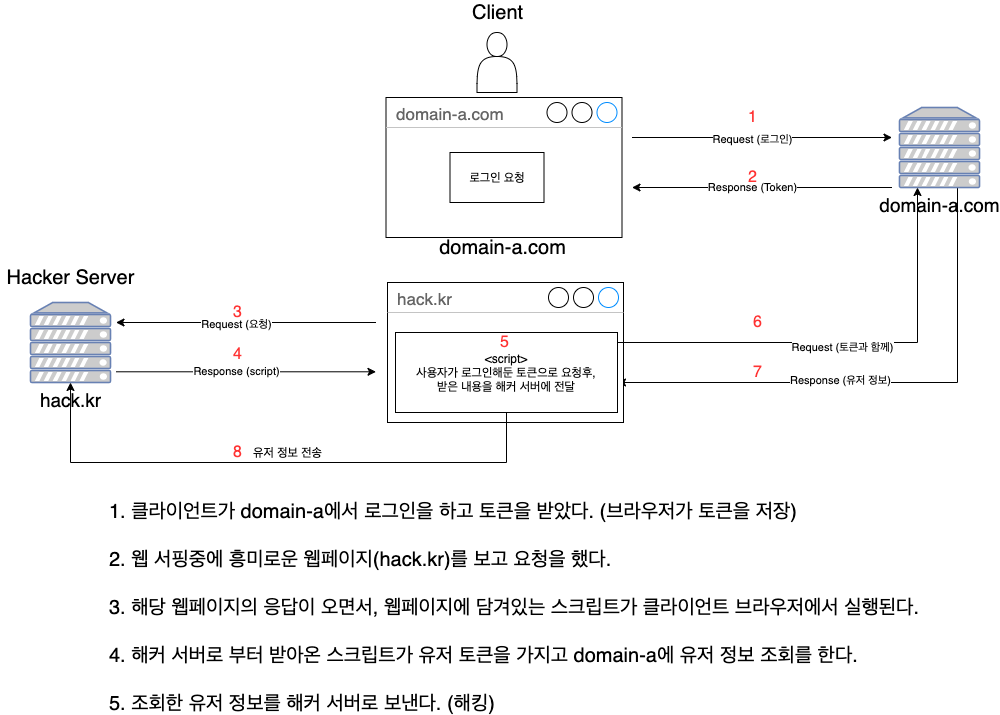 Client
domain-a.com
로그인 요청
domain-a.com
1
Request (로그인)
2
Response (Token)
domain-a.com
Hacker Server
hack.kr
3
Request (요청)
4
Response (script)
hack.kr
5
<script>
사용자가 로그인해둔 토큰으로 요청후,
받은 내용을 해커 서버에 전달
6
Request (토큰과 함께)
7
Response (유저 정보)
8 유저 정보 전송
1. 클라이언트가 domain-a에서 로그인을 하고 토큰을 받았다. (브라우저가 토큰을 저장)
2. 웹 서핑중에 흥미로운 웹페이지(hack.kr)를 보고 요청을 했다.
3. 해당 웹페이지의 응답이 오면서, 웹페이지에 담겨있는 스크립트가 클라이언트 브라우저에서 실행된다.
4. 해커 서버로 부터 받아온 스크립트가 유저 토큰을 가지고 domain-a에 유저 정보 조회를 한다.
5. 조회한 유저 정보를 해커 서버로 보낸다. (해킹)